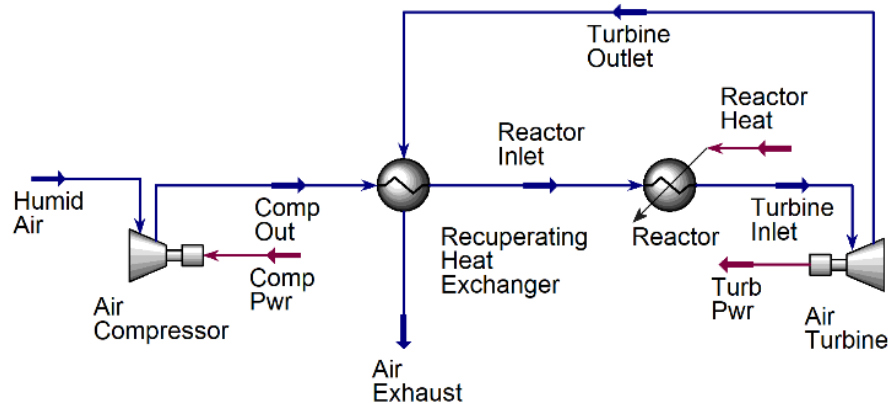 Turbine
Outlet
Reactor
Heat
Reactor
Inlet
Humid
Air
Comp
Out
Turbine
Inlet
Reactor
Recuperating
Heat
Exchanger
Comp
Pwr
Turb
Pwr
Air
Compressor
Air
Turbine
Air
Exhaust